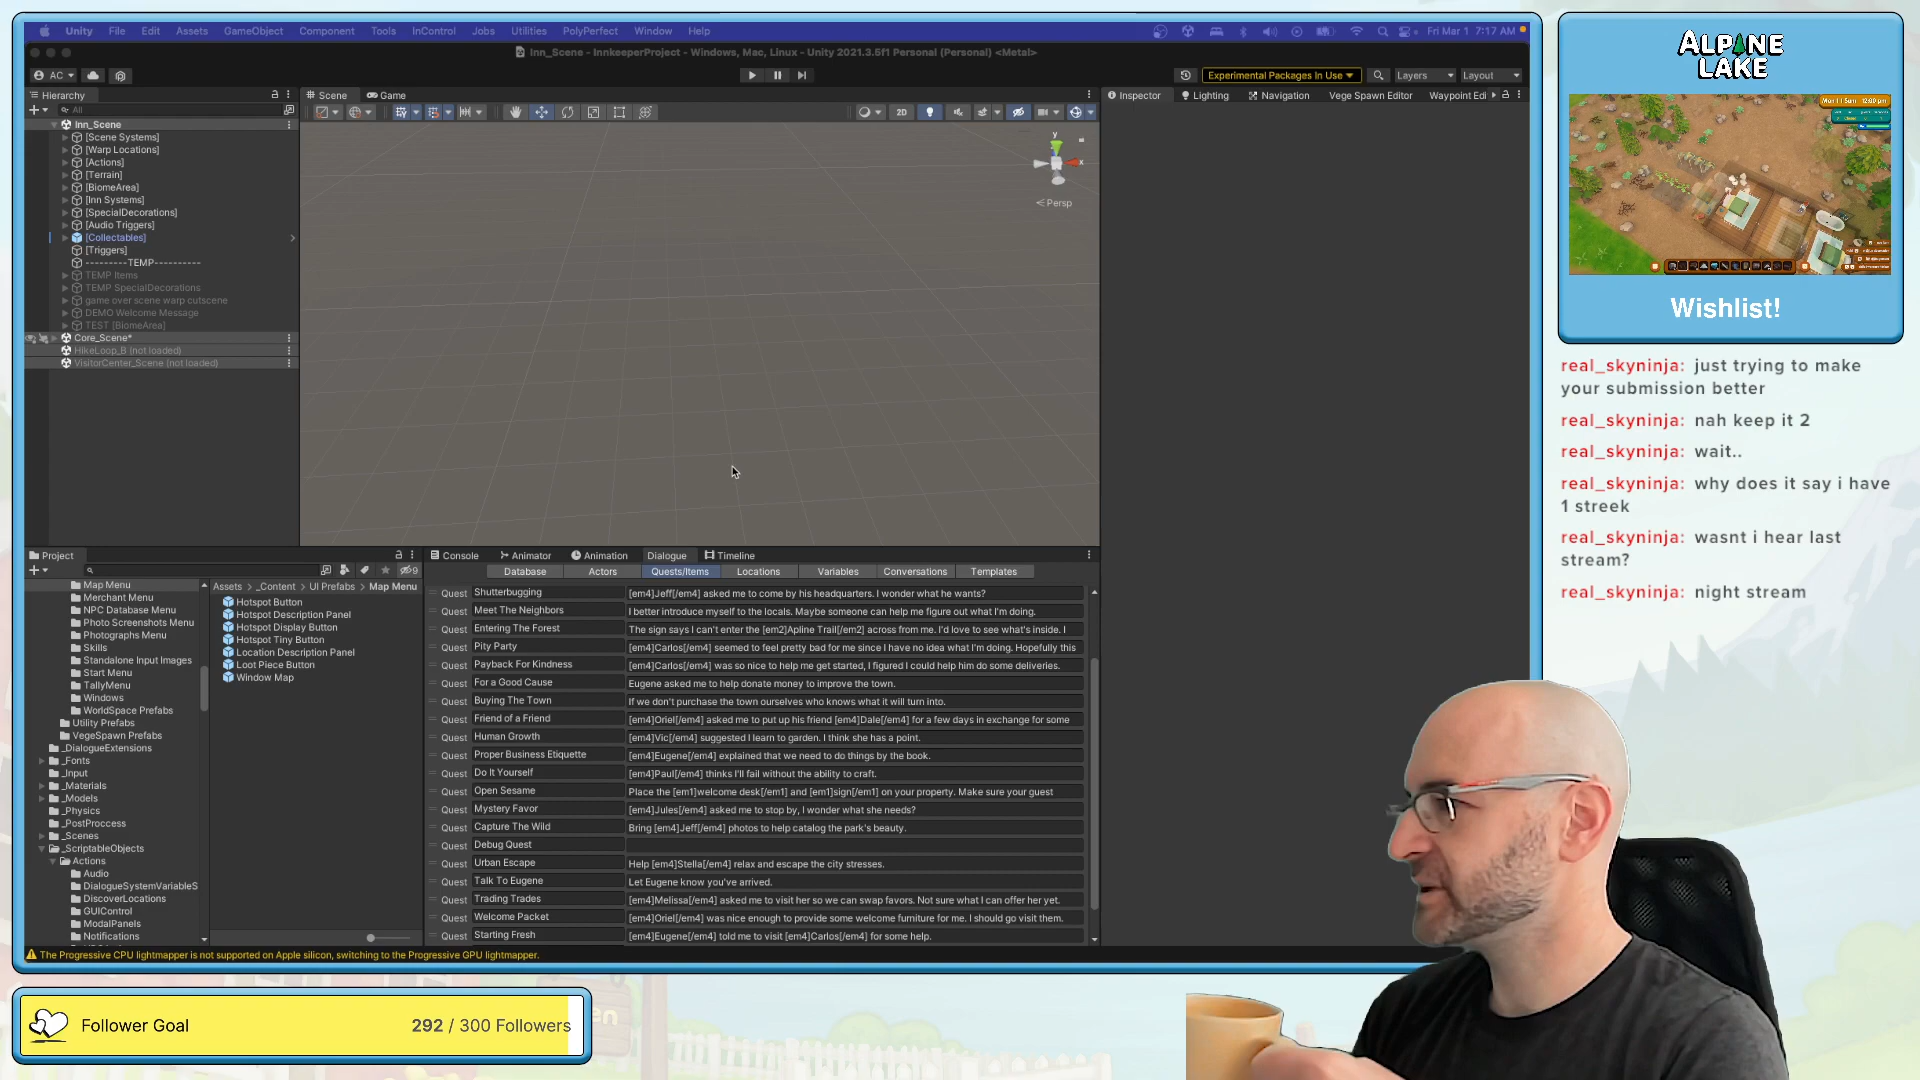 Unity File Edit Assets GameObject Component Tools InControl Jobs Utilities PolyPerfect Window Help
Fri Mar 1 7:17 AM
Inn_Scene - InnkeeperProject - Windows, Mac, Linux - Unity 2021.3.5f1 Personal (Personal) <Metal>
AC
Experimental Packages In Use
Layers
Layout
Hierarchy
Scene
Game
Inspector
Lighting
Navigation
Vege Spawn Editor
Waypoint Edi
All
2D
Inn_Scene
[Scene Systems]
[Warp Locations]
[Actions]
[Terrain]
[BiomeArea]
[Inn Systems]
[SpecialDecorations]
[Audio Triggers]
[Collectables]
[Triggers]
---------TEMP----------
TEMP Items
TEMP SpecialDecorations
game over scene warp cutscene
DEMO Welcome Message
TEST [BiomeArea]
Core_Scene*
HikeLoop_B (not loaded)
VisitorCenter_Scene (not loaded)
y
x
Persp
Project
9
Map Menu
Merchant Menu
NPC Database Menu
Photo Screenshots Menu
Photographs Menu
Skills
Standalone Input Images
Start Menu
TallyMenu
Windows
WorldSpace Prefabs
Utility Prefabs
VegeSpawn Prefabs
_DialogueExtensions
_Fonts
_Input
_Materials
_Models
_Physics
_PostProccess
_Scenes
_ScriptableObjects
Actions
Audio
DialogueSystemVariableS
DiscoverLocations
GUIControl
ModalPanels
Notifications
Assets > _Content > UI Prefabs > Map Menu
Hotspot Button
Hotspot Description Panel
Hotspot Display Button
Hotspot Tiny Button
Location Description Panel
Loot Piece Button
Window Map
Console
Animator
Animation
Dialogue
Timeline
Database
Actors
Quests/Items
Locations
Variables
Conversations
Templates
Quest Shutterbugging [em4]Jeff[/em4] asked me to come by his headquarters. I wonder what he wants?
Quest Meet The Neighbors I better introduce myself to the locals. Maybe someone can help me figure out what I'm doing.
Quest Entering The Forest The sign says I can't enter the [em2]Apline Trail[/em2] across from me. I'd love to see what's inside. I
Quest Pity Party [em4]Carlos[/em4] seemed to feel pretty bad for me since I have no idea what I'm doing. Hopefully this
Quest Payback For Kindness [em4]Carlos[/em4] was so nice to help me get started, I figured I could help him do some deliveries.
Quest For a Good Cause Eugene asked me to help donate money to improve the town.
Quest Buying The Town If we don't purchase the town ourselves who knows what it will turn into.
Quest Friend of a Friend [em4]Oriel[/em4] asked me to put up his friend [em4]Dale[/em4] for a few days in exchange for some
Quest Human Growth [em4]Vic[/em4] suggested I learn to garden. I think she has a point.
Quest Proper Business Etiquette [em4]Eugene[/em4] explained that we need to do things by the book.
Quest Do It Yourself [em4]Paul[/em4] thinks I'll fail without the ability to craft.
Quest Open Sesame Place the [em1]welcome desk[/em1] and [em1]sign[/em1] on your property. Make sure your guest
Quest Mystery Favor [em4]Jules[/em4] asked me to stop by, I wonder what she needs?
Quest Capture The Wild Bring [em4]Jeff[/em4] photos to help catalog the park's beauty.
Quest Debug Quest
Quest Urban Escape Help [em4]Stella[/em4] relax and escape the city stresses.
Quest Talk To Eugene Let Eugene know you've arrived.
Quest Trading Trades [em4]Melissa[/em4] asked me to visit her so we can swap favors. Not sure what I can offer her yet.
Quest Welcome Packet [em4]Oriel[/em4] was nice enough to provide some welcome furniture for me. I should go visit them.
Quest Starting Fresh [em4]Eugene[/em4] told me to visit [em4]Carlos[/em4] for some help.
The Progressive CPU lightmapper is not supported on Apple silicon, switching to the Progressive GPU lightmapper.
ALPINE
LAKE
Wishlist!
real_skyninja: just trying to make
your submission better
real_skyninja: nah keep it 2
real_skyninja: wait..
real_skyninja: why does it say i have
1 streek
real_skyninja: wasnt i hear last
stream?
real_skyninja: night stream
Follower Goal 292 / 300 Followers